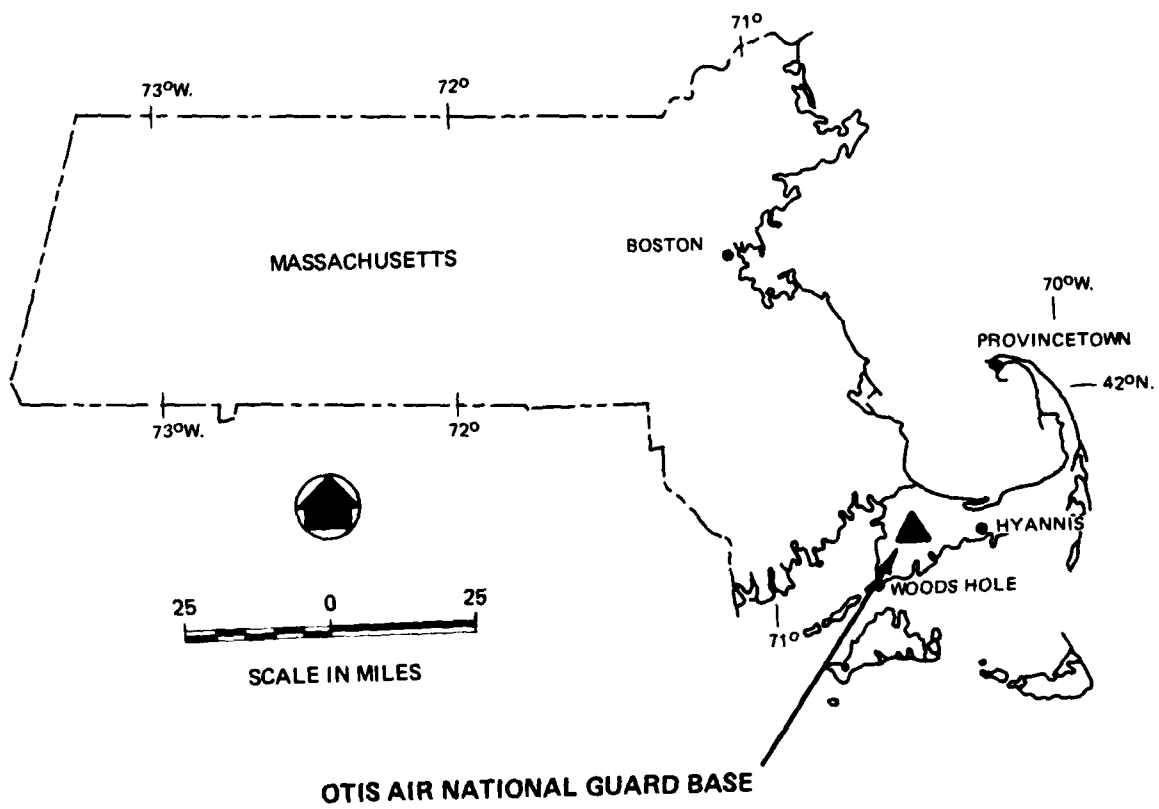 71°
73°W.
72°
BOSTON
MASSACHUSETTS
70°W.
PROVINCETOWN
42°N.
73°W.
72°
HYANNIS
WOODS HOLE
25 0 25
71°
SCALE IN MILES
OTIS AIR NATIONAL GUARD BASE